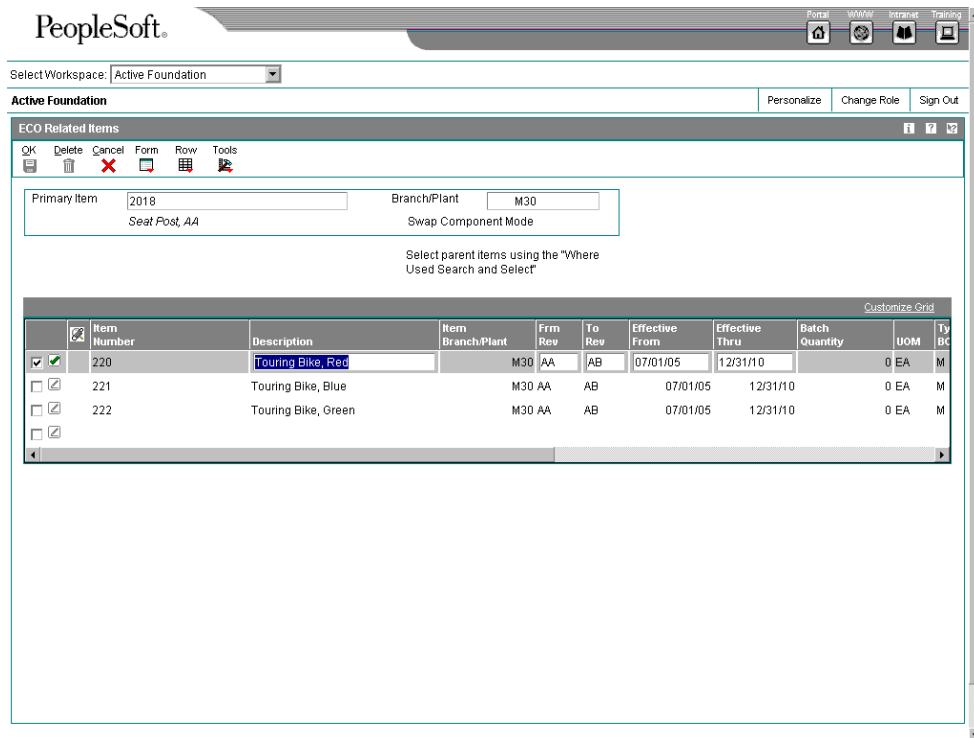 Portal WWW Intranet Training
PeopleSoft.
Select Workspace: Active Foundation
Active Foundation Personalize Change Role Sign Out
ECO Related Items
OK Delete Cancel Form Row Tools
Primary Item 2018 Branch/Plant M30
Seat Post, AA Swap Component Mode
Select parent items using the "Where
Used Search and Select"
Customize Grid
Item Item Frm To Effective Effective Batch Ty
Number Description Branch/Plant Rev Rev From Thru Quantity UOM BC
220 Touring Bike, Red M30 AA AB 07/01/05 12/31/10 0 EA M
221 Touring Bike, Blue M30 AA AB 07/01/05 12/31/10 0 EA M
222 Touring Bike, Green M30 AA AB 07/01/05 12/31/10 0 EA M